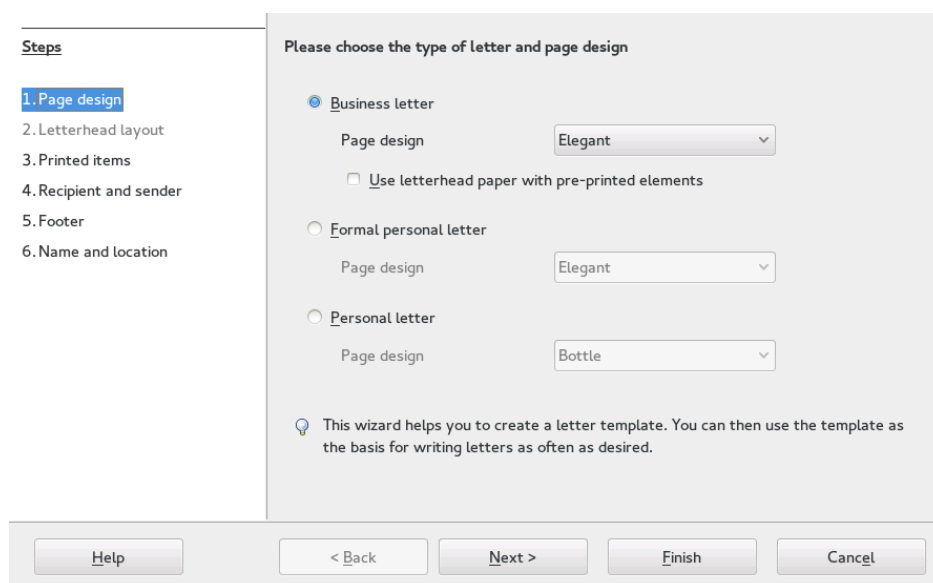 Steps
1. Page design
2. Letterhead layout
3. Printed items
4. Recipient and sender
5. Footer
6. Name and location
Please choose the type of letter and page design
Business letter
Page design Elegant
Use letterhead paper with pre-printed elements
Formal personal letter
Page design Elegant
Personal letter
Page design Bottle
This wizard helps you to create a letter template. You can then use the template as
the basis for writing letters as often as desired.
Help < Back Next > Finish Cancel